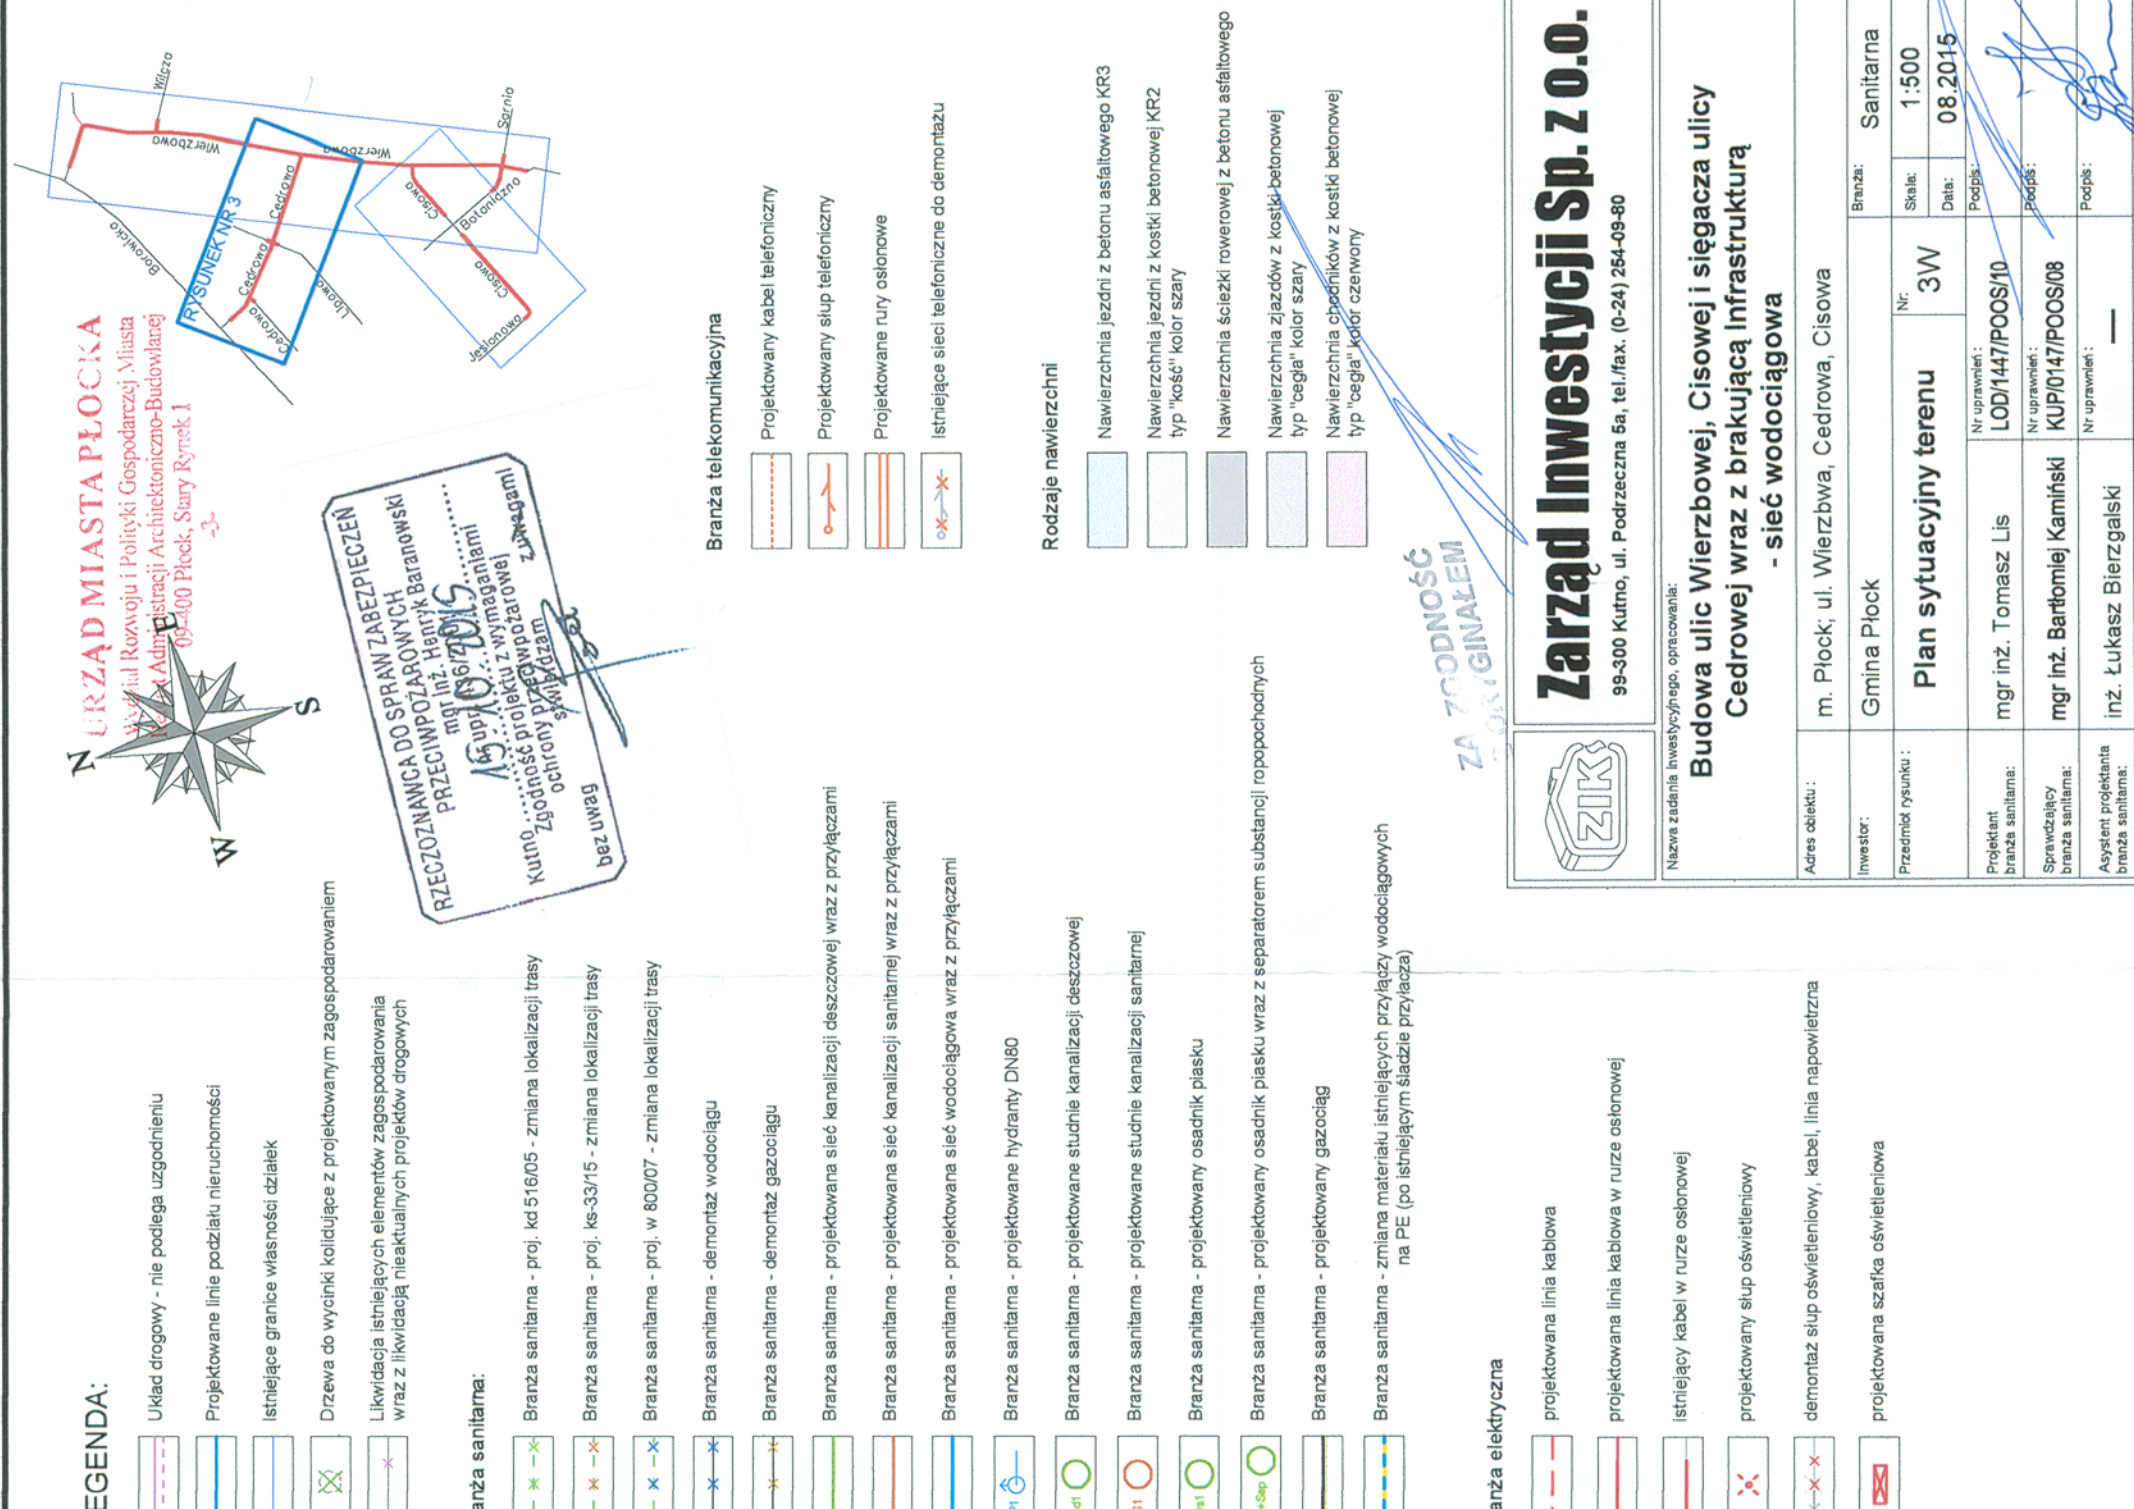 LEGENDA:
Układ drogowy - nie podlega uzgodnieniu
Projektowane linie podziału nieruchomości
Istniejące granice własności działek
Drzewa do wycinki kolidujące z projektowanym zagospodarowaniem
Likwidacja istniejących elementów zagospodarowania
wraz z likwidacją nieaktualnych projektów drogowych
anża sanitarna:
Branża sanitarna - proj. kd 516/05 - zmiana lokalizacji trasy
Branża sanitarna - proj. ks-33/15 - zmiana lokalizacji trasy
Branża sanitarna - proj. w 800/07 - zmiana lokalizacji trasy
Branża sanitarna - demontaż wodociągu
Branża sanitarna - demontaż gazociągu
Branża sanitarna - projektowana sieć kanalizacji deszczowej wraz z przyłączami
Branża sanitarna - projektowana sieć kanalizacji sanitarnej wraz z przyłączami
Branża sanitarna - projektowana sieć wodociągowa wraz z przyłączami
Branża sanitarna - projektowane hydranty DN80
Branża sanitarna - projektowane studnie kanalizacji deszczowej
Branża sanitarna - projektowane studnie kanalizacji sanitarnej
Branża sanitarna - projektowany osadnik piasku
+Sep
Branża sanitarna - projektowany osadnik piasku wraz z separatorem substancji ropopochodnych
Branża sanitarna - projektowany gazociąg
Branża sanitarna - zmiana materiału istniejących przyłączy wodociągowych
na PE (po istniejącym śladzie przyłącza)
anża elektryczna
projektowana linia kablowa
projektowana linia kablowa w rurze osłonowej
istniejący kabel w rurze osłonowej
projektowany słup oświetleniowy
demontaż słup oświetleniowy, kabel, linia napowietrzna
projektowana szafka oświetleniowa
N
E
S
W
URZĄD MIASTA PŁOCKA
Wydział Rozwoju i Polityki Gospodarczej Miasta
Administracji Architektoniczno-Budowlanej
09-400 Płock, Stary Rynek 1
-3-
RZECZOZNAWCA DO SPRAW ZABEZPIECZEŃ
PRZECIWPOŻAROWYCH
mgr inż. Henryk Baranowski
Kutno 15.10.2015
Zgodność projektu z wymaganiami
ochrony przeciwpożarowej
stwierdzam
bez uwag
z uwagami
Wilcza
Wierzbowa
Wierzbowa
Borowicka
RYSUNEK NR 3
Cedrowa
Cedrowa
Cedrowa
Lipowa
Sarnia
Cisowa
Botaniczna
Cisowa
Jesionowa
Branża telekomunikacyjna
Projektowany kabel telefoniczny
Projektowany słup telefoniczny
Projektowane rury osłonowe
Istniejące sieci telefoniczne do demontażu
Rodzaje nawierzchni
Nawierzchnia jezdni z betonu asfaltowego KR3
Nawierzchnia jezdni z kostki betonowej KR2
typ "kość" kolor szary
Nawierzchnia ścieżki rowerowej z betonu asfaltowego
Nawierzchnia zjazdów z kostki betonowej
typ "cegła" kolor szary
Nawierzchnia chodników z kostki betonowej
typ "cegła" kolor czerwony
ZA ZGODNOŚĆ
Z ORYGINAŁEM
ZIK
Zarząd Inwestycji Sp. z o.o.
99-300 Kutno, ul. Podrzeczna 5a, tel./fax. (0-24) 254-09-80
Nazwa zadania inwestycyjnego, opracowania:
Budowa ulic Wierzbowej, Cisowej i sięgacza ulicy
Cedrowej wraz z brakującą Infrastrukturą
- sieć wodociągowa
Adres obiektu:
m. Płock; ul. Wierzbwa, Cedrowa, Cisowa
Inwestor:
Gmina Płock
Branża:
Sanitarna
Przedmiot rysunku:
Plan sytuacyjny terenu
Nr:
3W
Skala:
1:500
Data:
08.2015
Projektant
branża sanitarna:
mgr inż. Tomasz Lis
Nr uprawnień:
LOD/1447/POOS/10
Podpis:
Sprawdzający
branża sanitarna:
mgr inż. Bartłomiej Kamiński
Nr uprawnień:
KUP/0147/POOS/08
Podpis:
Asystent projektanta
branża sanitarna:
inż. Łukasz Bierzgalski
Nr uprawnień:
—
Podpis: